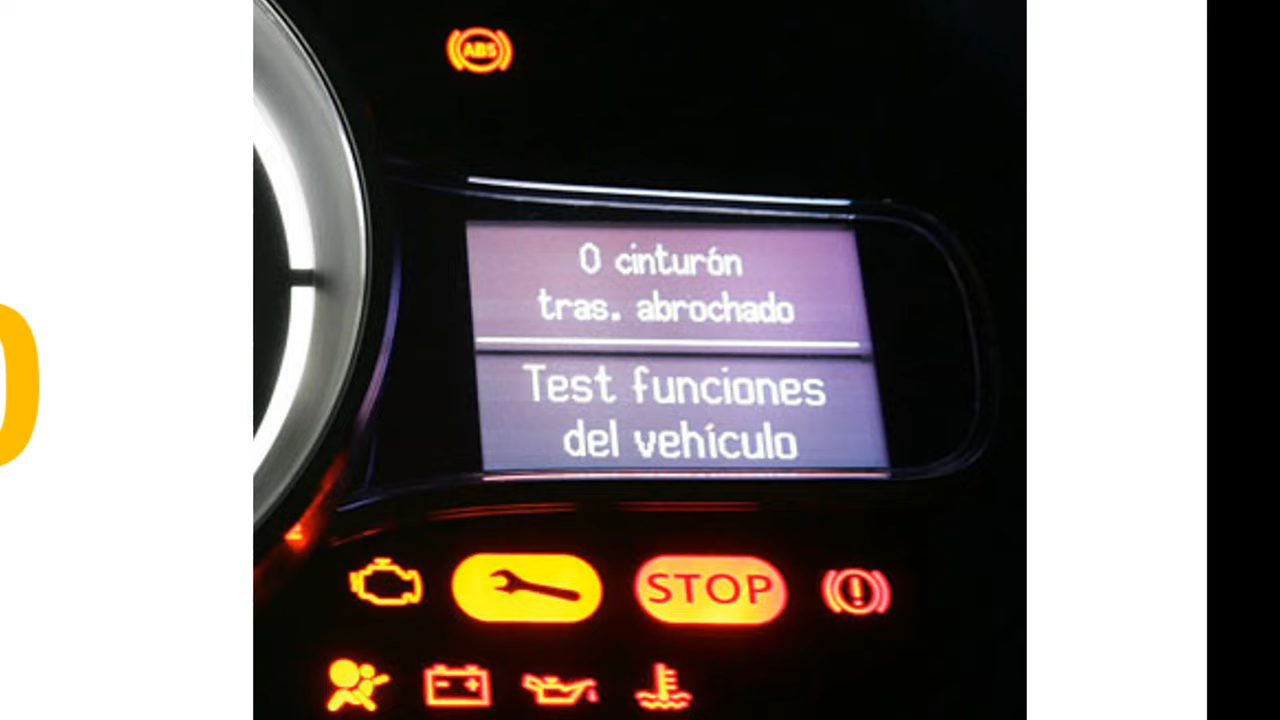 ABS
0 cinturón
tras. abrochado
Test funciones
del vehículo
STOP